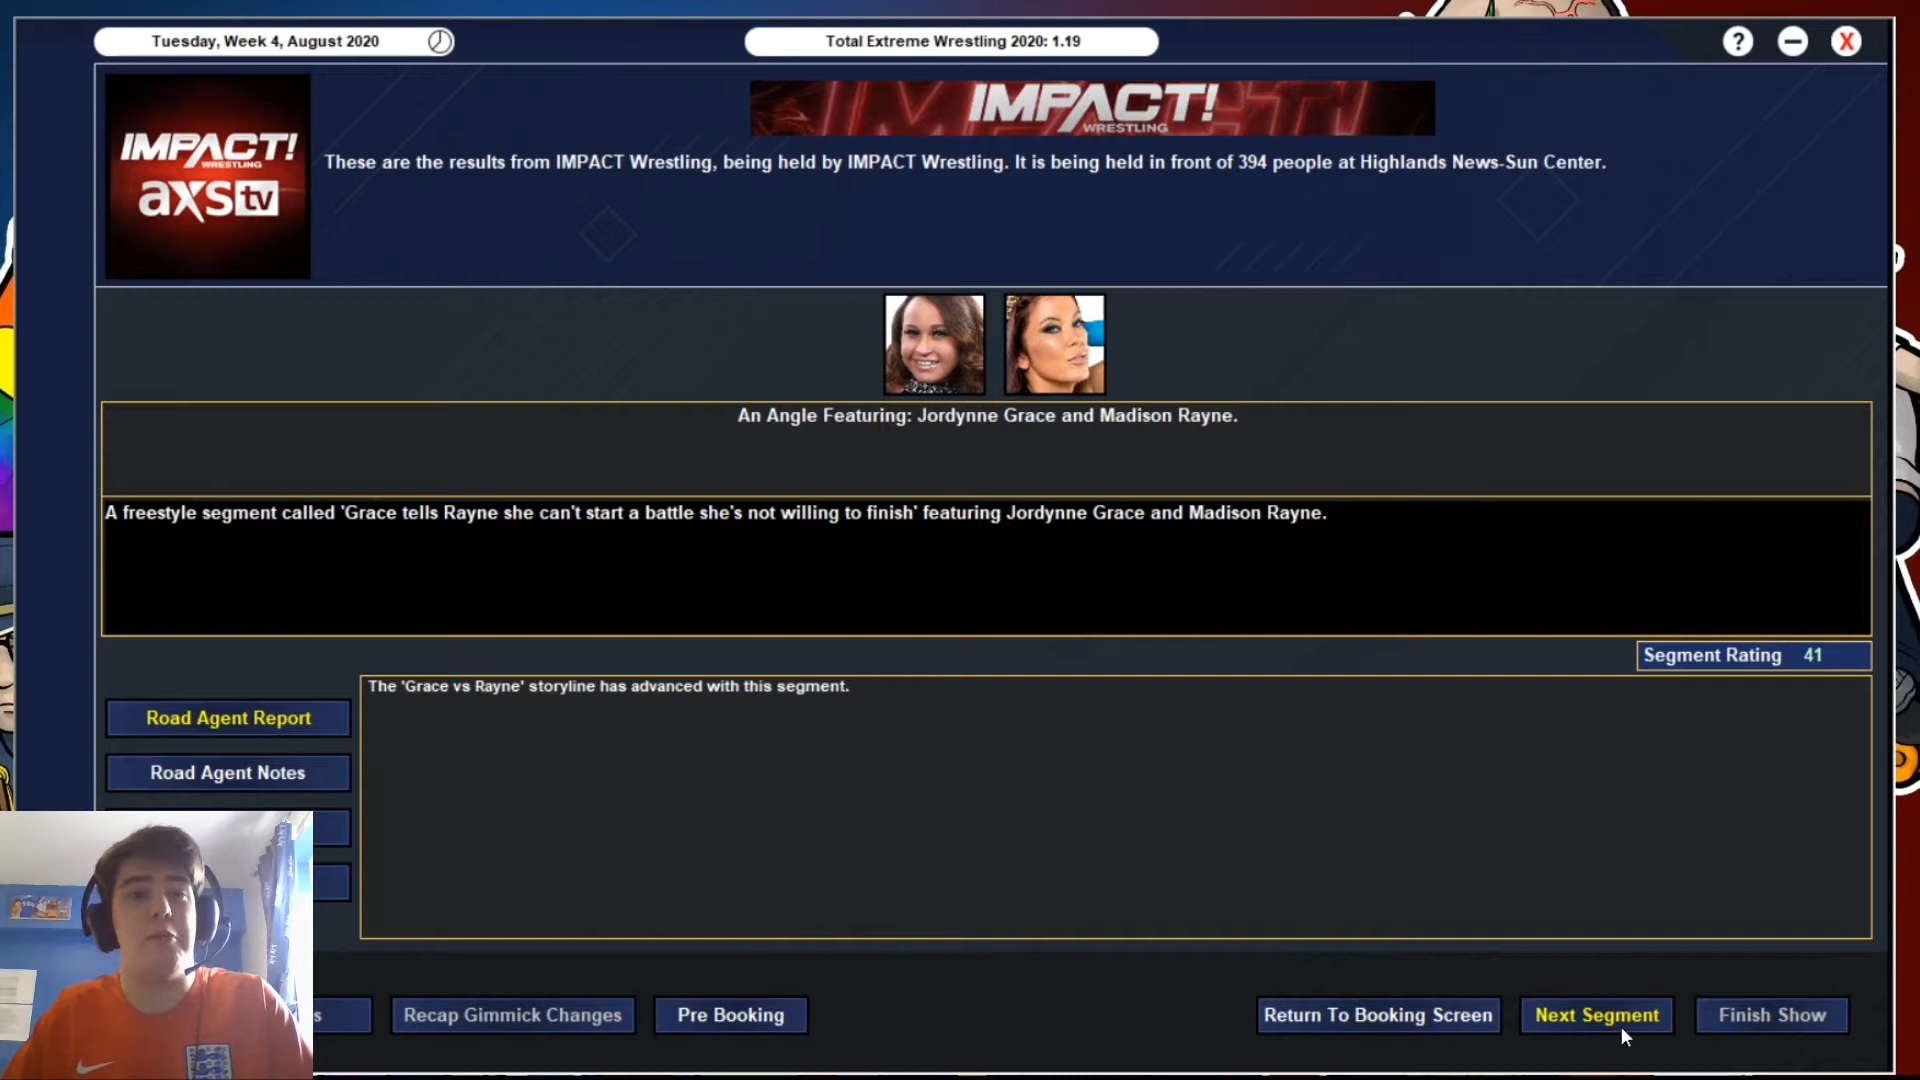 Tuesday, Week 4, August 2020
Total Extreme Wrestling 2020: 1.19
?
X
IMPACT!
WRESTLING
axs tv
IMPACT!
WRESTLING
These are the results from IMPACT Wrestling, being held by IMPACT Wrestling. It is being held in front of 394 people at Highlands News-Sun Center.
An Angle Featuring: Jordynne Grace and Madison Rayne.
A freestyle segment called 'Grace tells Rayne she can't start a battle she's not willing to finish' featuring Jordynne Grace and Madison Rayne.
Segment Rating 41
The 'Grace vs Rayne' storyline has advanced with this segment.
Road Agent Report
Road Agent Notes
s
Recap Gimmick Changes
Pre Booking
Return To Booking Screen
Next Segment
Finish Show